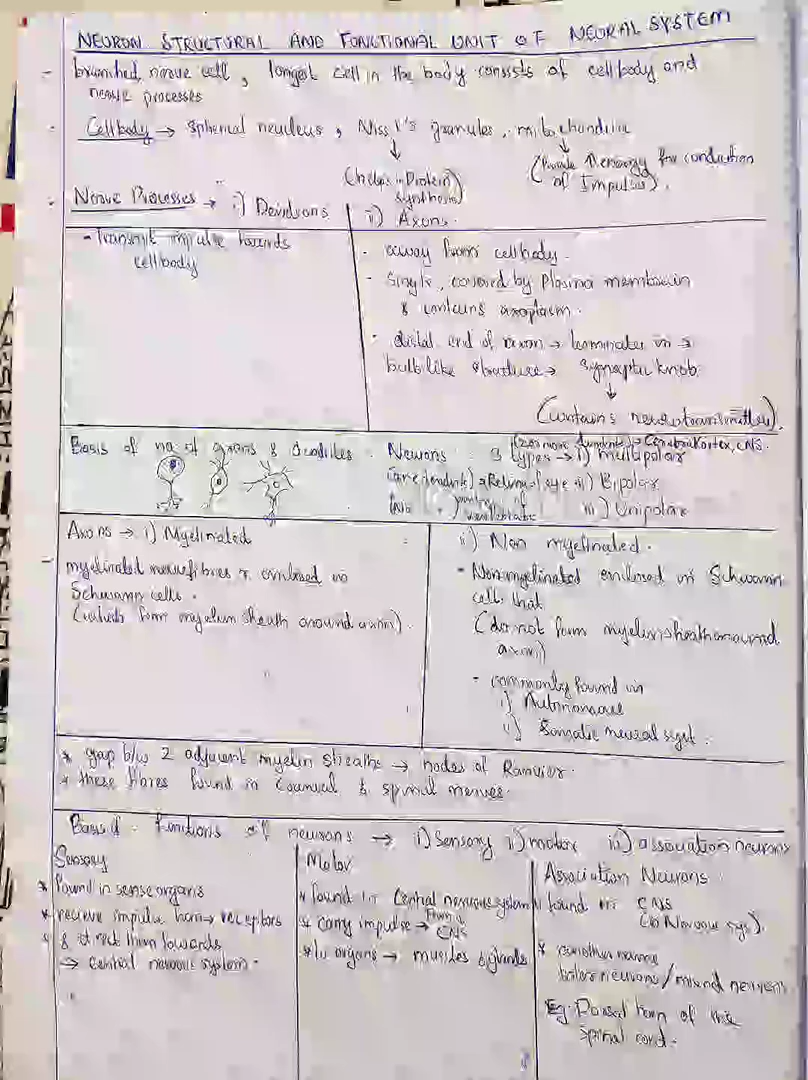 NEURON STRUCTURAL AND FUNCTIONAL UNIT OF NEURAL SYSTEM
- branched nerve cell, longest cell in the body consists of cellbody and
nerve processes
- Cellbody → spherical neucleus, Nissl's granules, mitochondria
(helps in Protein synthesis)
(Provide energy for conduction
of Impulse).
- Nerve Processes → i) Dendrons
ii) Axons.
- Transmit impulse towards
cellbody
- away from cellbody.
- Single, covered by Plasma membrane
& contains axoplasm.
- distal end of axon → terminates in a
bulb like structure → synaptic knob.
(contains neurotransmitter).
Basis of no. of axons & dendrites. Neurons 3 types → i) multipolar
ii) Bipolar
iii) Unipolar
Axons → i) Myelinated
- myelinated nerve fibres enclosed in
Schwann cells.
(which form myelin sheath around axon).
ii) Non myelinated.
- Non-myelinated enclosed in Schwann
cells that
(do not form myelin sheath around
axon)
- commonly found in
i) Autonomous
ii) Somatic neural syst.
* gap b/w 2 adjacent myelin sheaths → nodes of Ranvier.
* these fibres found in Cranial & spinal nerves.
Basis of functions of neurons → i) Sensory ii) motor iii) association neurons
Sensory
* found in sense organs
* recieve impulse from → receptors
* & direct them towards
→ Central nervous system.
Motor
* found in Central nervous system
* carry impulse → from CNS
* to organs → muscles & glands
Association Neurons
* found in CNS
* another name
Eg: Dorsal horn of the
spinal cord.